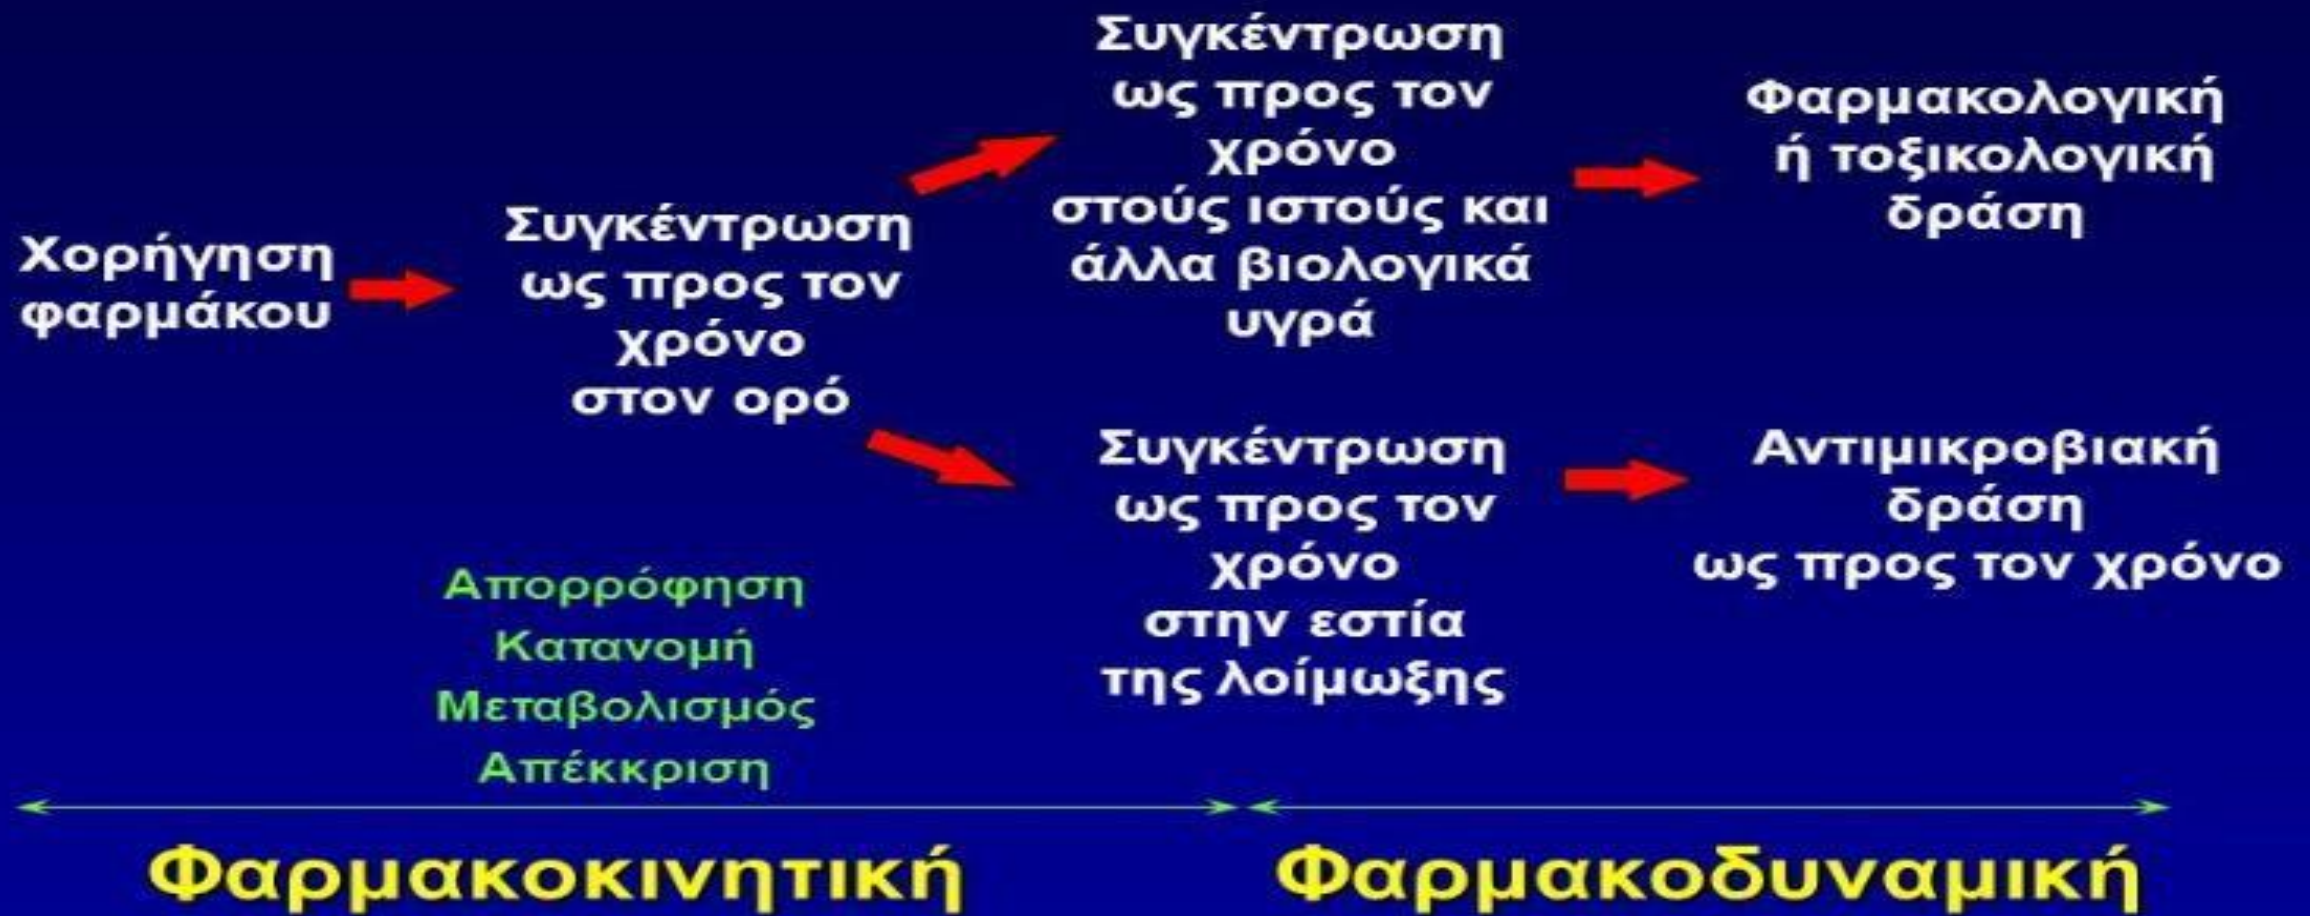 Χορήγηση
φαρμάκου
Συγκέντρωση
ως προς τον
χρόνο
στον ορό
Συγκέντρωση
ως προς τον
χρόνο
στούς ιστούς και
άλλα βιολογικά
υγρά
Φαρμακολογική
ή τοξικολογική
δράση
Συγκέντρωση
ως προς τον
χρόνο
στην εστία
της λοίμωξης
Αντιμικροβιακή
δράση
ως προς τον χρόνο
Απορρόφηση
Κατανομή
Μεταβολισμός
Απέκκριση
Φαρμακοκινητική
Φαρμακοδυναμική